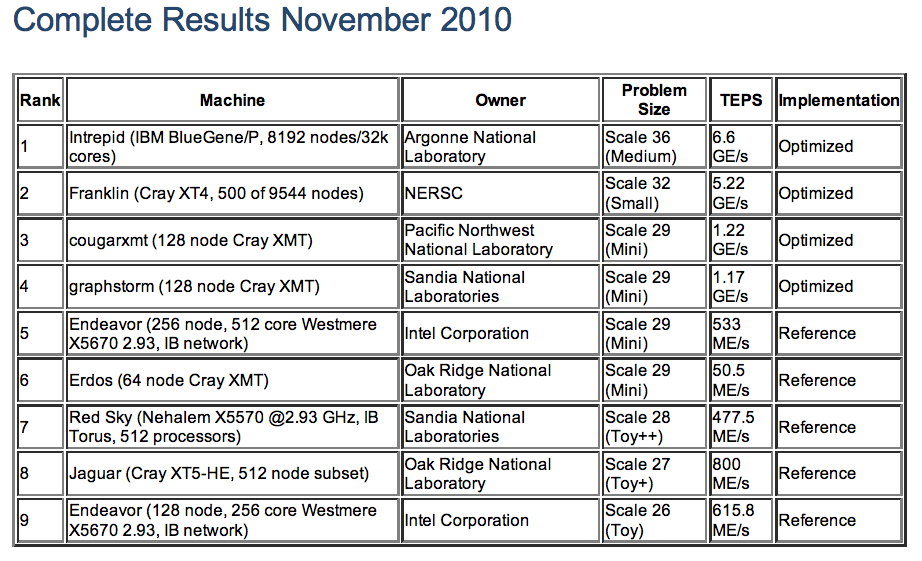 Complete Results November 2010
Rank Machine Owner Problem Size TEPS Implementation
1 Intrepid (IBM BlueGene/P, 8192 nodes/32k cores) Argonne National Laboratory Scale 36 (Medium) 6.6 GE/s Optimized
2 Franklin (Cray XT4, 500 of 9544 nodes) NERSC Scale 32 (Small) 5.22 GE/s Optimized
3 cougarxmt (128 node Cray XMT) Pacific Northwest National Laboratory Scale 29 (Mini) 1.22 GE/s Optimized
4 graphstorm (128 node Cray XMT) Sandia National Laboratories Scale 29 (Mini) 1.17 GE/s Optimized
5 Endeavor (256 node, 512 core Westmere X5670 2.93, IB network) Intel Corporation Scale 29 (Mini) 533 ME/s Reference
6 Erdos (64 node Cray XMT) Oak Ridge National Laboratory Scale 29 (Mini) 50.5 ME/s Reference
7 Red Sky (Nehalem X5570 @2.93 GHz, IB Torus, 512 processors) Sandia National Laboratories Scale 28 (Toy++) 477.5 ME/s Reference
8 Jaguar (Cray XT5-HE, 512 node subset) Oak Ridge National Laboratory Scale 27 (Toy+) 800 ME/s Reference
9 Endeavor (128 node, 256 core Westmere X5670 2.93, IB network) Intel Corporation Scale 26 (Toy) 615.8 ME/s Reference